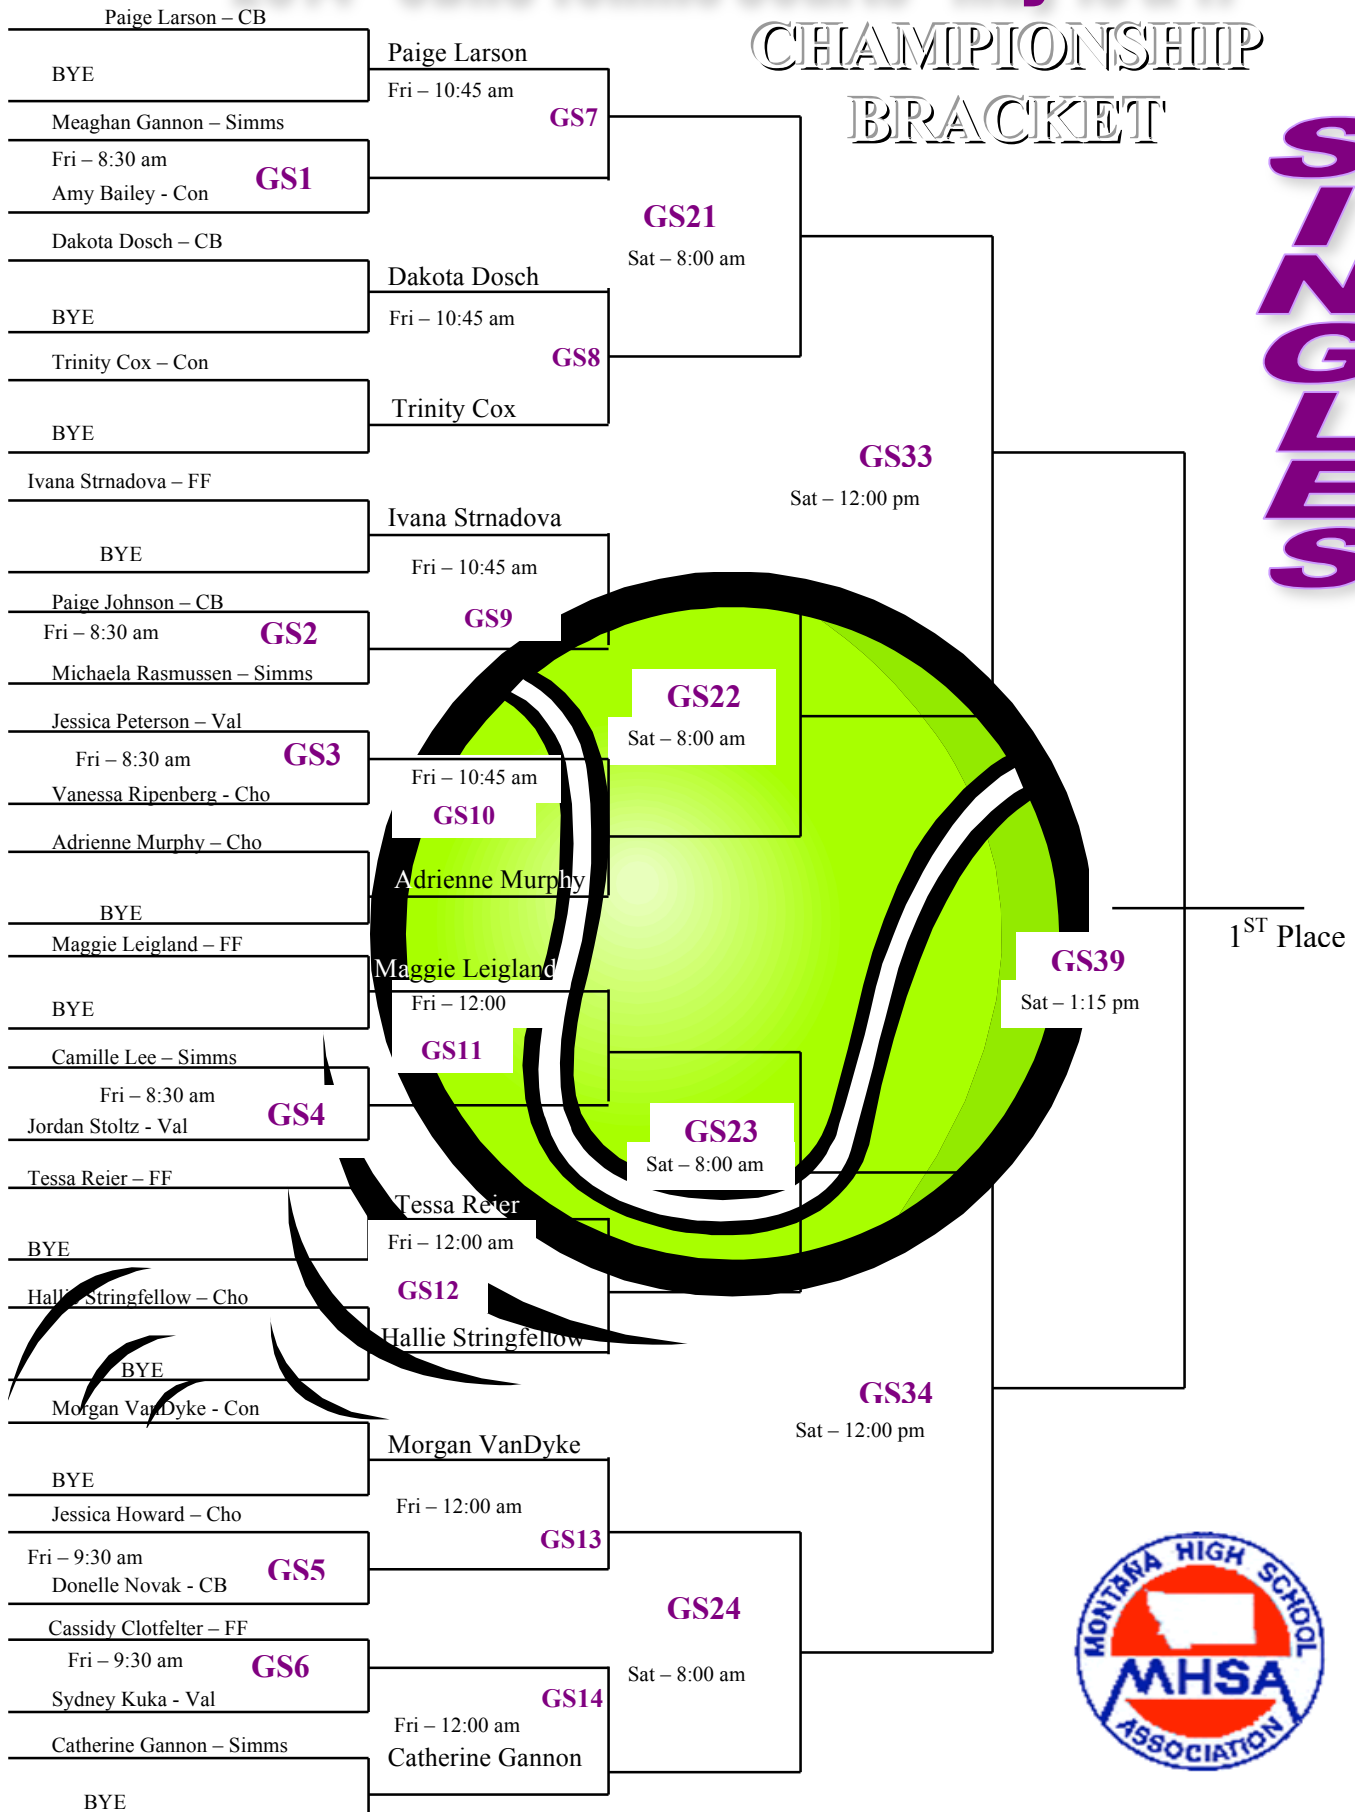 CHAMPIONSHIP
BRACKET
SINGLES
Paige Larson – CB
BYE
Meaghan Gannon – Simms
Fri – 8:30 am
GS1
Amy Bailey - Con
Dakota Dosch – CB
BYE
Trinity Cox – Con
BYE
Ivana Strnadova – FF
BYE
Paige Johnson – CB
Fri – 8:30 am
GS2
Michaela Rasmussen – Simms
Jessica Peterson – Val
Fri – 8:30 am
GS3
Vanessa Ripenberg - Cho
Adrienne Murphy – Cho
BYE
Maggie Leigland – FF
BYE
Camille Lee – Simms
Fri – 8:30 am
GS4
Jordan Stoltz - Val
Tessa Reier – FF
BYE
Hallie Stringfellow – Cho
BYE
Morgan VanDyke - Con
BYE
Jessica Howard – Cho
Fri – 9:30 am
GS5
Donelle Novak - CB
Cassidy Clotfelter – FF
Fri – 9:30 am
GS6
Sydney Kuka - Val
Catherine Gannon – Simms
BYE
Paige Larson
Fri – 10:45 am
GS7
Dakota Dosch
Fri – 10:45 am
GS8
Trinity Cox
Ivana Strnadova
Fri – 10:45 am
GS9
Fri – 10:45 am
GS10
Adrienne Murphy
Maggie Leigland
Fri – 12:00
GS11
Tessa Reier
Fri – 12:00 am
GS12
Hallie Stringfellow
Morgan VanDyke
Fri – 12:00 am
GS13
GS14
Fri – 12:00 am
Catherine Gannon
GS21
Sat – 8:00 am
GS22
Sat – 8:00 am
GS23
Sat – 8:00 am
GS24
Sat – 8:00 am
GS33
Sat – 12:00 pm
GS34
Sat – 12:00 pm
GS39
Sat – 1:15 pm
1ST Place
MONTANA HIGH SCHOOL
MHSA
ASSOCIATION